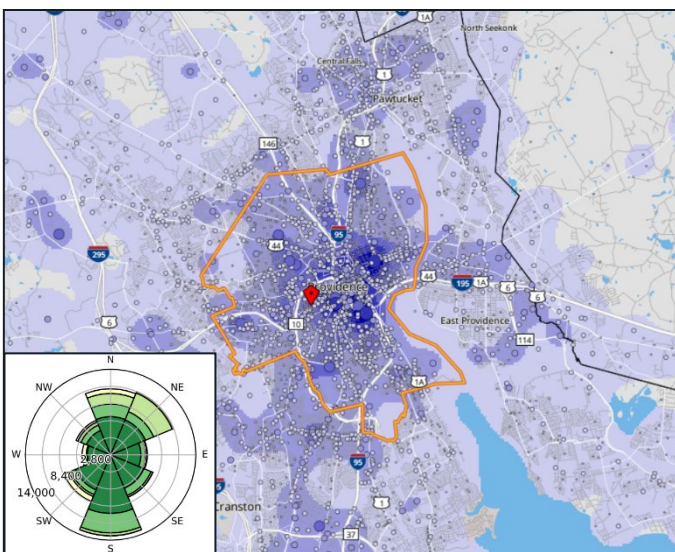 1A
95
North Seekonk
Central Falls
1
Pawtucket
146
1
95
44
295
Providence
44
195
1A
6
6
6
10
East Providence
114
1A
95
1
Cranston
37
N
NW
NE
W
E
2,800
8,400
14,000
SW
SE
S